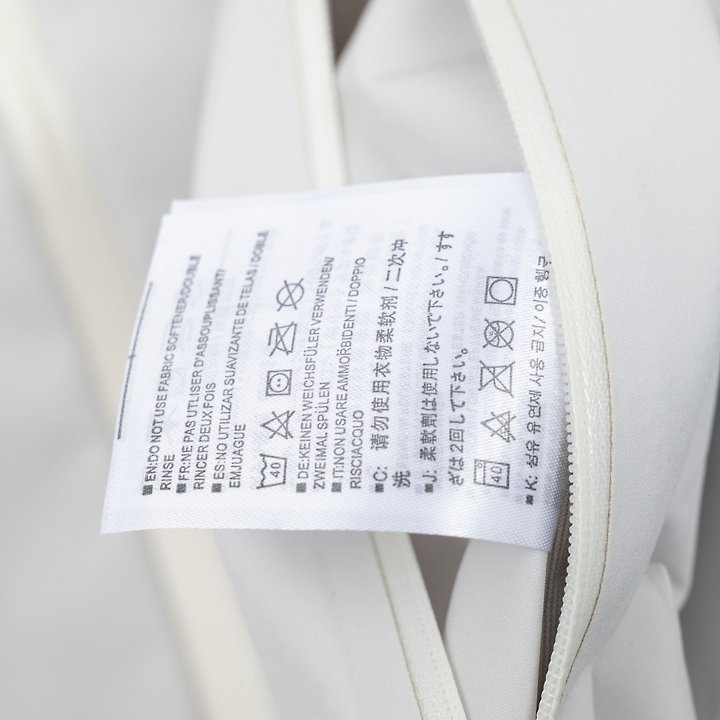 ■EN:DO NOT USE FABRIC SOFTENER/DOUBLE
RINSE
■FR:NE PAS UTLISER D'ASSOUPLISSANT/
RINCER DEUX FOIS
■ES:NO UTILIZAR SUAVIZANTE DE TELAS/DOBLE
EMJUAGUE
40
■DE:KEINEN WEICHSFÜLER VERWENDEN/
ZWEIMAL SPÜLEN
■IT:NON USARE AMMORBIDENTI/DOPPIO
RISCIACQUO
■C: 请勿使用衣物柔软剂/二次冲
洗
■J: 柔軟剤は使用しないで下さい。/すす
ぎは2回して下さい。
40
■K: 섬유 유연제 사용 금지/이중 헹구